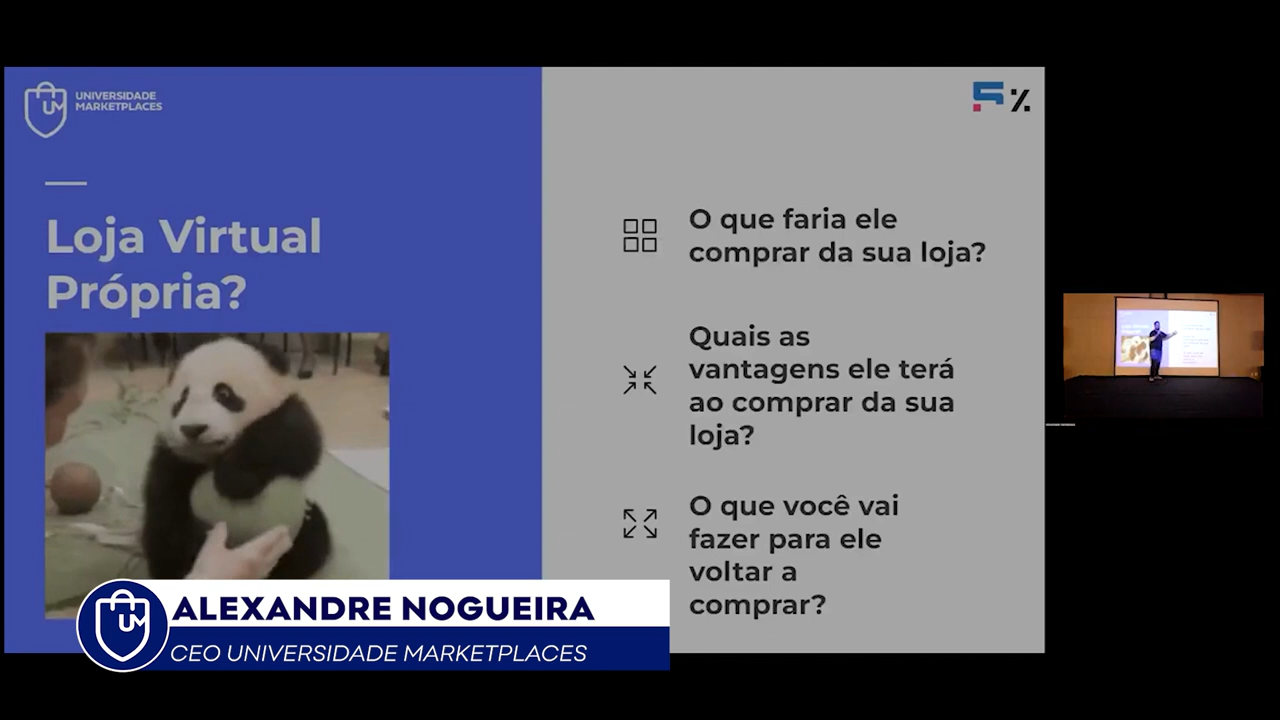 UNIVERSIDADE
MARKETPLACES
Loja Virtual
Própria?
O que faria ele
comprar da sua loja?
Quais as
vantagens ele terá
ao comprar da sua
loja?
O que você vai
fazer para ele
voltar a
comprar?
UM
ALEXANDRE NOGUEIRA
CEO UNIVERSIDADE MARKETPLACES